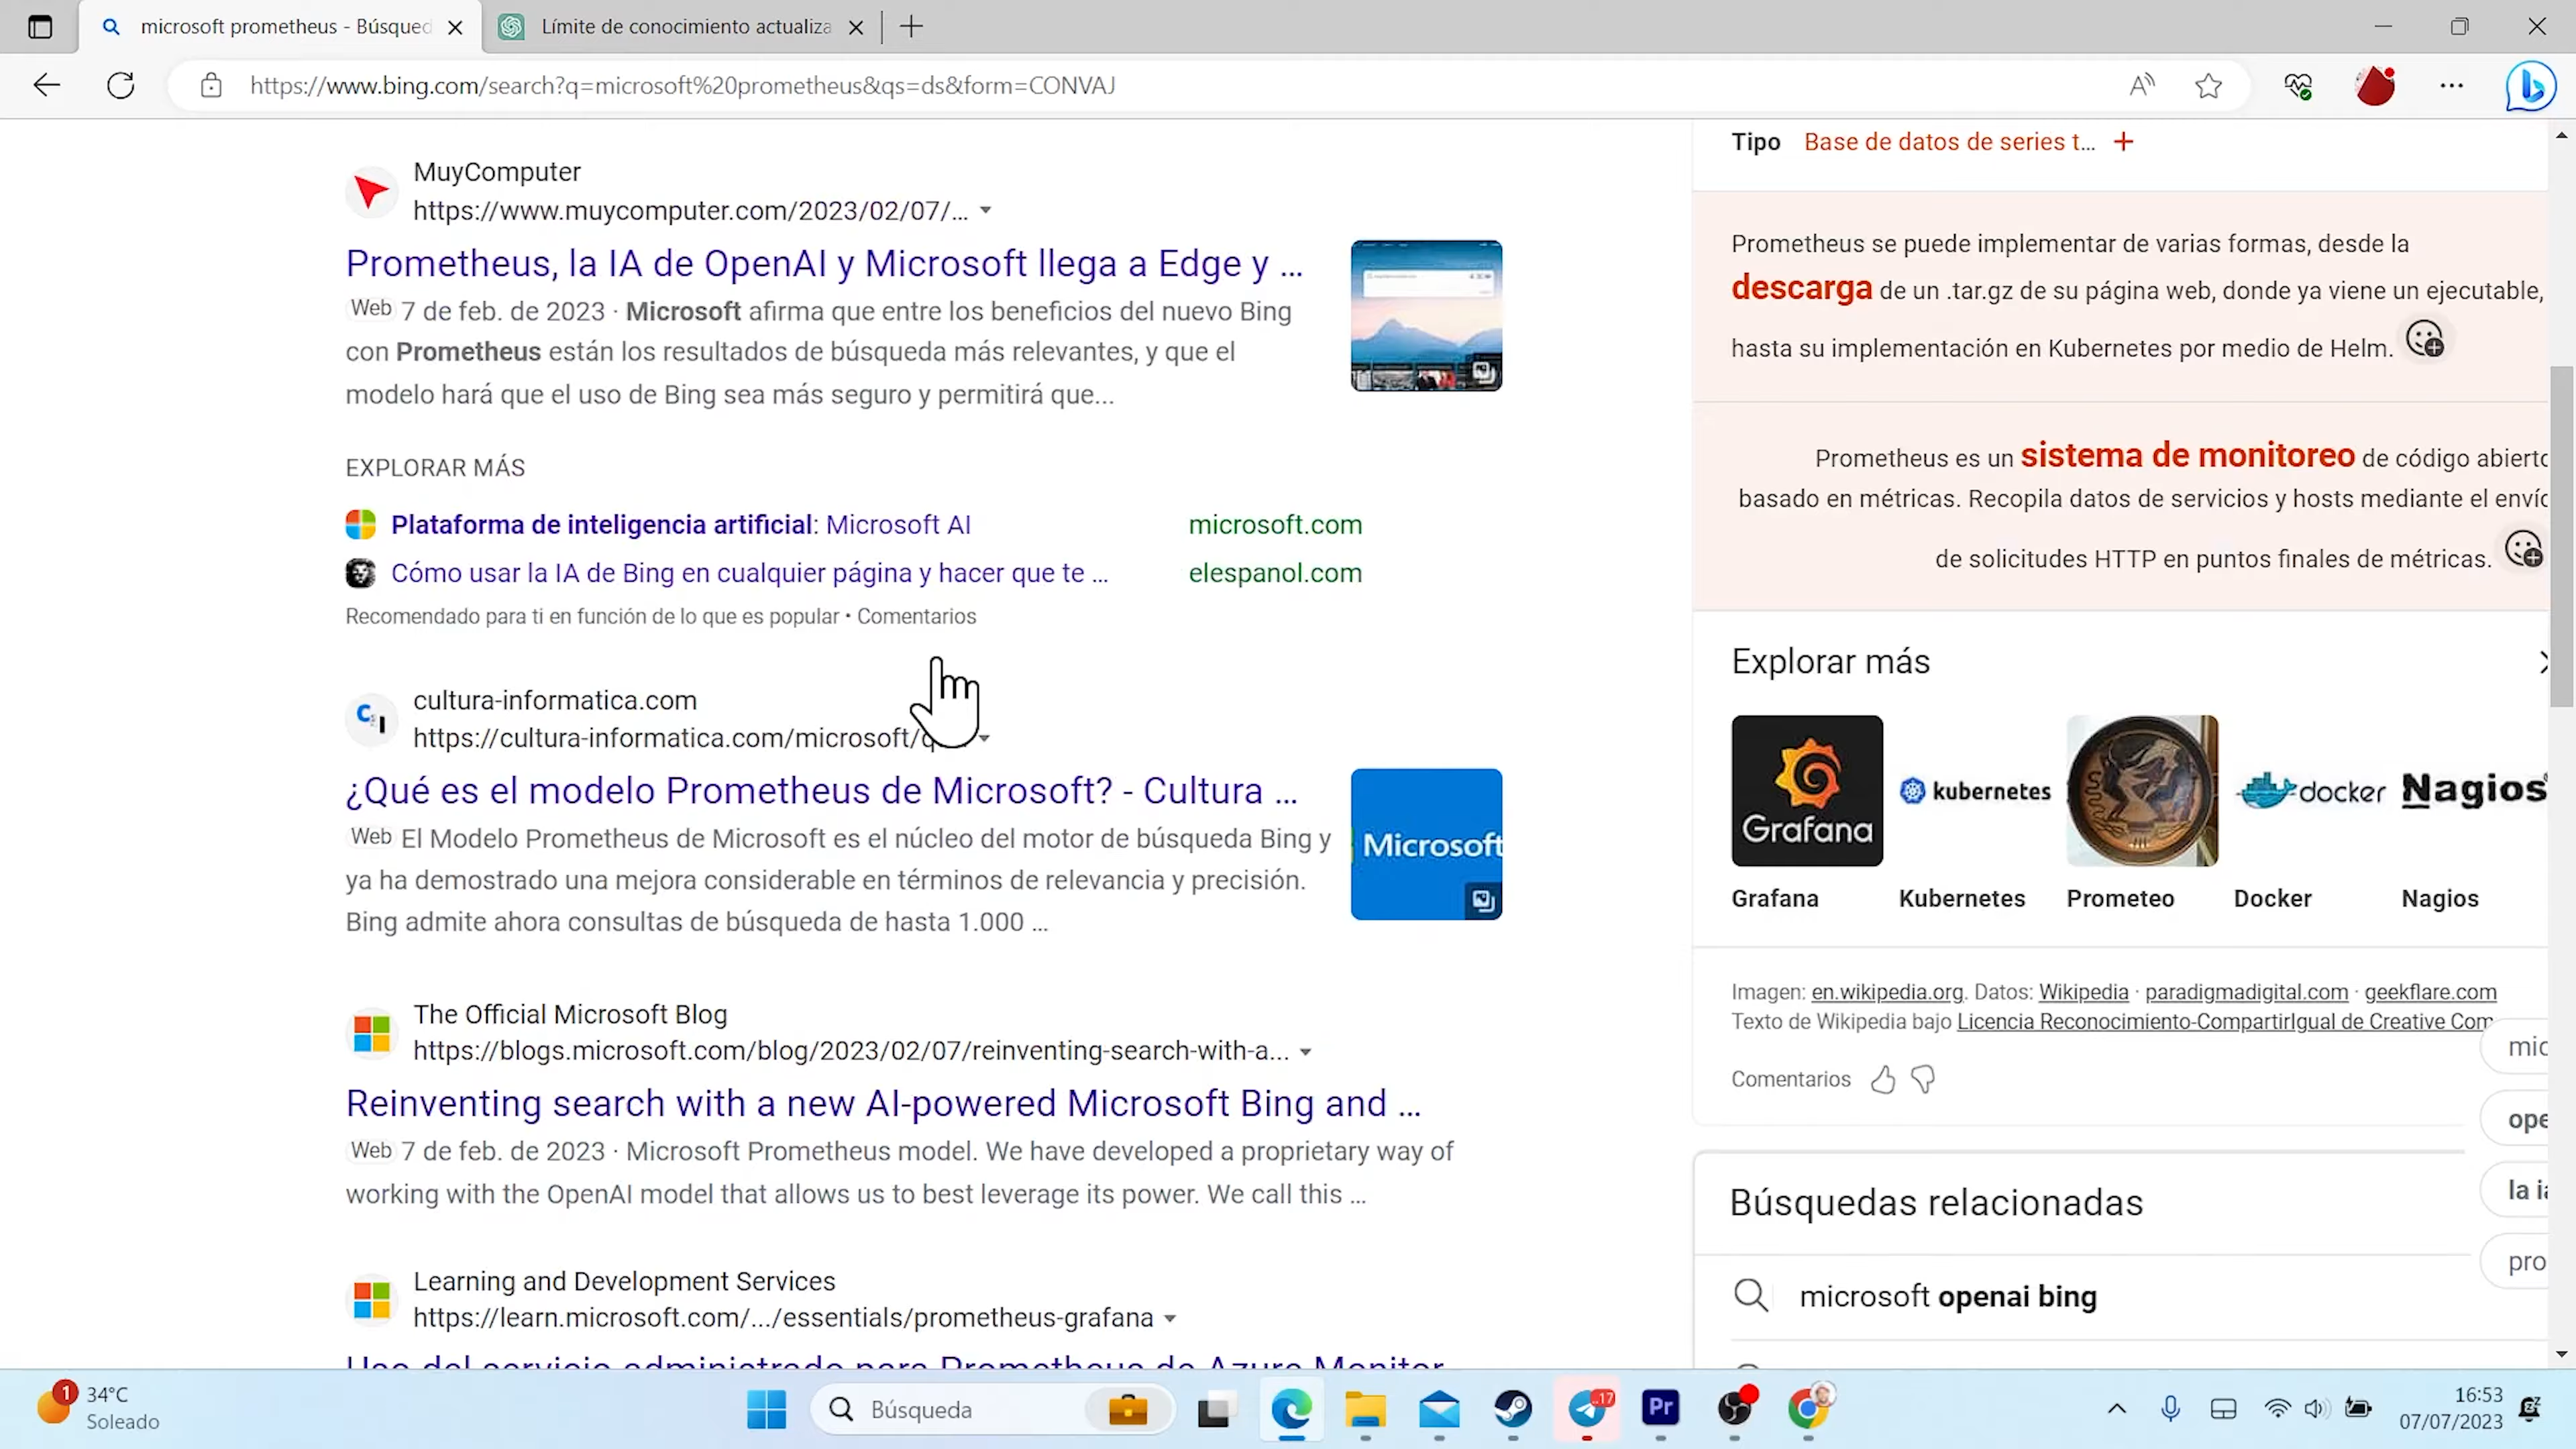 microsoft prometheus - Búsqued
Límite de conocimiento actualiza
https://www.bing.com/search?q=microsoft%20prometheus&qs=ds&form=CONVAJ
MuyComputer
https://www.muycomputer.com/2023/02/07/...
Prometheus, la IA de OpenAI y Microsoft llega a Edge y ...
Web 7 de feb. de 2023 · Microsoft afirma que entre los beneficios del nuevo Bing
con Prometheus están los resultados de búsqueda más relevantes, y que el
modelo hará que el uso de Bing sea más seguro y permitirá que...
EXPLORAR MÁS
Plataforma de inteligencia artificial: Microsoft AI microsoft.com
Cómo usar la IA de Bing en cualquier página y hacer que te ... elespanol.com
Recomendado para ti en función de lo que es popular • Comentarios
cultura-informatica.com
https://cultura-informatica.com/microsoft/q
¿Qué es el modelo Prometheus de Microsoft? - Cultura ...
Web El Modelo Prometheus de Microsoft es el núcleo del motor de búsqueda Bing y
ya ha demostrado una mejora considerable en términos de relevancia y precisión.
Bing admite ahora consultas de búsqueda de hasta 1.000 ...
Microsoft
The Official Microsoft Blog
https://blogs.microsoft.com/blog/2023/02/07/reinventing-search-with-a...
Reinventing search with a new AI-powered Microsoft Bing and ...
Web 7 de feb. de 2023 · Microsoft Prometheus model. We have developed a proprietary way of
working with the OpenAI model that allows us to best leverage its power. We call this ...
Learning and Development Services
https://learn.microsoft.com/.../essentials/prometheus-grafana
Uso del servicio administrado para Prometheus de Azure Monitor
Tipo Base de datos de series t... +
Prometheus se puede implementar de varias formas, desde la
descarga de un .tar.gz de su página web, donde ya viene un ejecutable,
hasta su implementación en Kubernetes por medio de Helm.
Prometheus es un sistema de monitoreo de código abierto
basado en métricas. Recopila datos de servicios y hosts mediante el envío
de solicitudes HTTP en puntos finales de métricas.
Explorar más
Grafana kubernetes docker Nagios
Grafana Kubernetes Prometeo Docker Nagios
Imagen: en.wikipedia.org. Datos: Wikipedia · paradigmadigital.com · geekflare.com
Texto de Wikipedia bajo Licencia Reconocimiento-CompartirIgual de Creative Com
Comentarios
mic
ope
la ia
pro
Búsquedas relacionadas
microsoft openai bing
1 34°C
Soleado
Búsqueda
17
Pr
16:53
07/07/2023